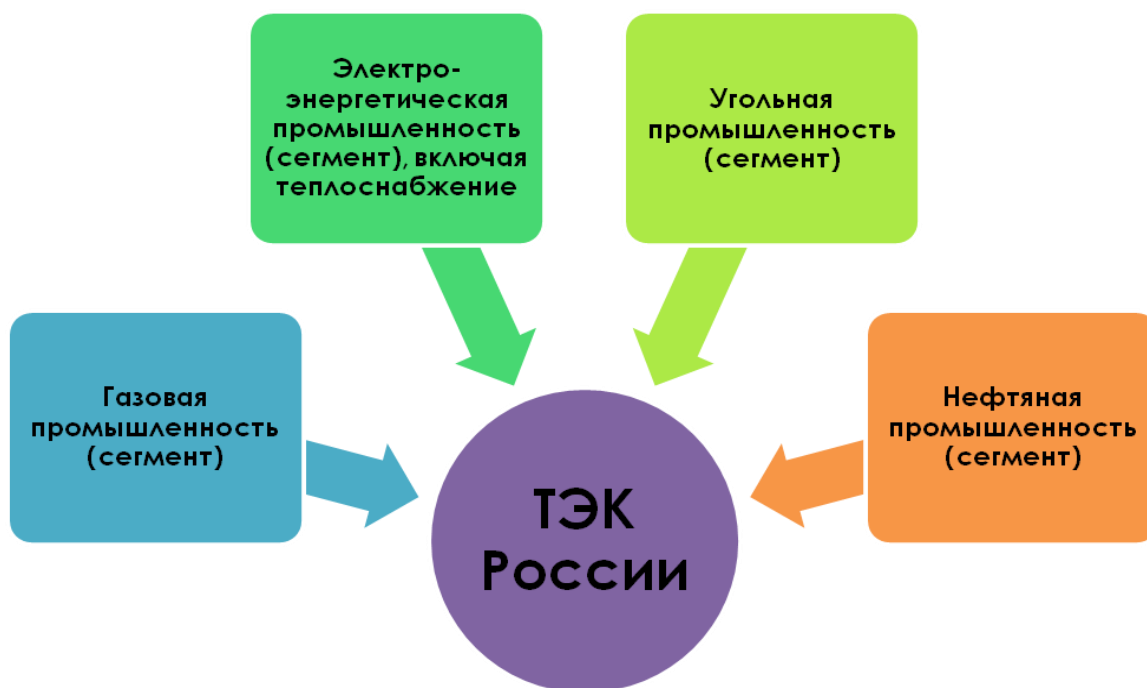 Электро-
энергетическая
промышленность
(сегмент), включая
теплоснабжение
Угольная
промышленность
(сегмент)
Газовая
промышленность
(сегмент)
Нефтяная
промышленность
(сегмент)
ТЭК
России